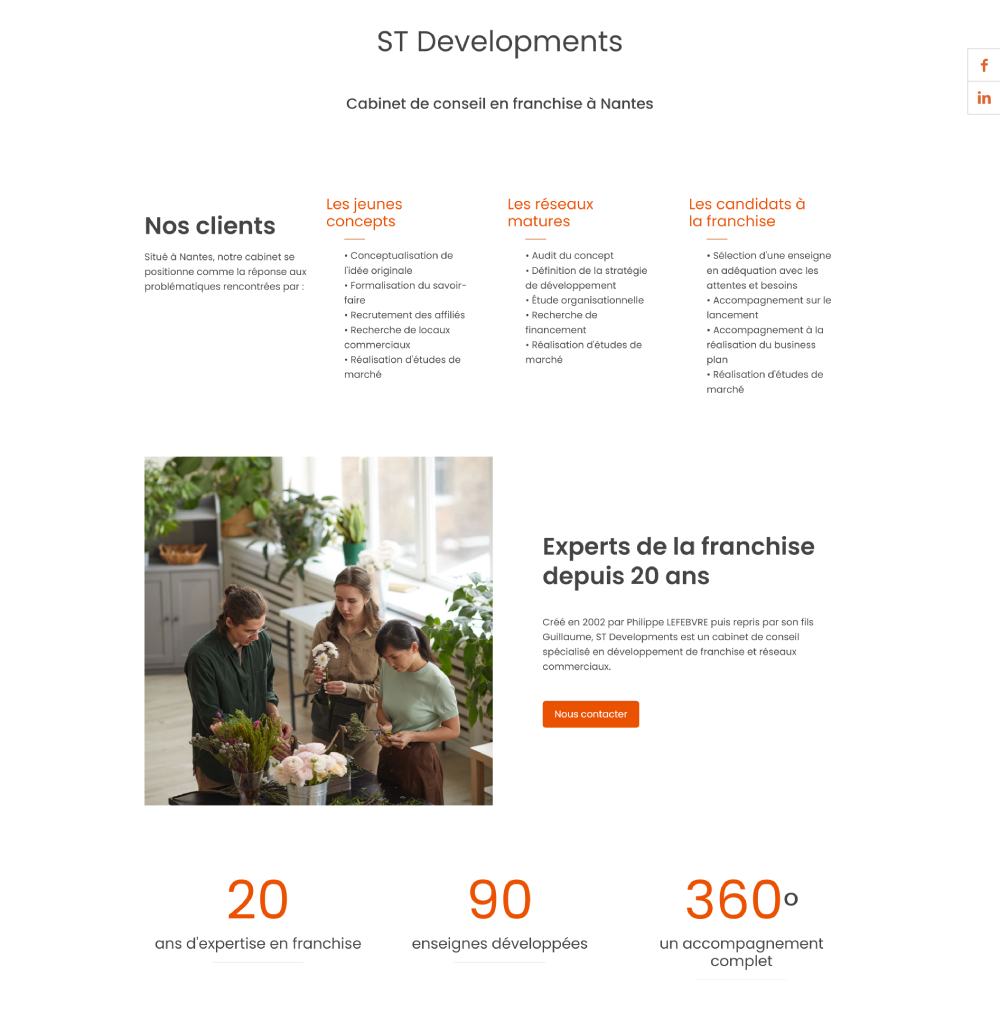 ST Developments
Cabinet de conseil en franchise à Nantes
f
in
Nos clients
Situé à Nantes, notre cabinet se
positionne comme la réponse aux
problématiques rencontrées par :
Les jeunes
concepts
• Conceptualisation de
l'idée originale
• Formalisation du savoir-
faire
• Recrutement des affiliés
• Recherche de locaux
commerciaux
• Réalisation d'études de
marché
Les réseaux
matures
• Audit du concept
• Définition de la stratégie
de développement
• Étude organisationnelle
• Recherche de
financement
• Réalisation d'études de
marché
Les candidats à
la franchise
• Sélection d'une enseigne
en adéquation avec les
attentes et besoins
• Accompagnement sur le
lancement
• Accompagnement à la
réalisation du business
plan
• Réalisation d'études de
marché
Experts de la franchise
depuis 20 ans
Créé en 2002 par Philippe LEFEBVRE puis repris par son fils
Guillaume, ST Developments est un cabinet de conseil
spécialisé en développement de franchise et réseaux
commerciaux.
Nous contacter
20
ans d'expertise en franchise
90
enseignes développées
360°
un accompagnement
complet